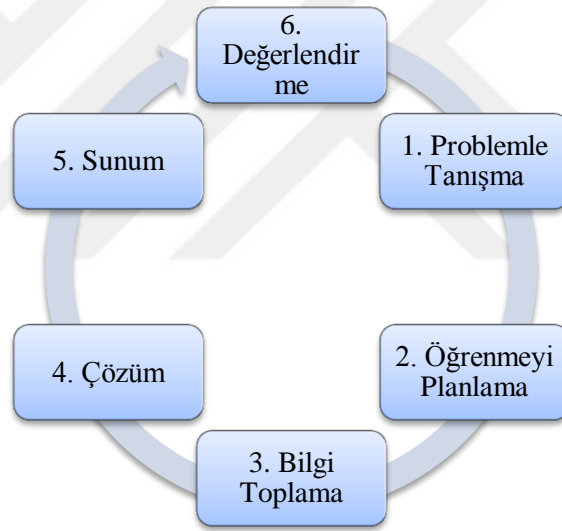 6.
Değerlendir
me
1. Problemle
Tanışma
2. Öğrenmeyi
Planlama
3. Bilgi
Toplama
4. Çözüm
5. Sunum